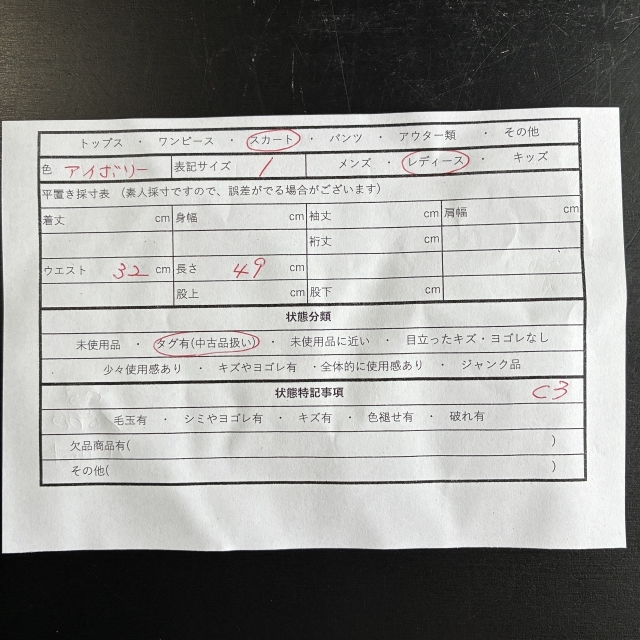 トップス ・ ワンピース ・ スカート ・ パンツ ・ アウター類 ・ その他
色 アイボリー 表記サイズ 1 メンズ ・ レディース ・ キッズ
平置き採寸表 (素人採寸ですので、誤差がでる場合がございます)
着丈 cm 身幅 cm 袖丈 cm 肩幅 cm
裄丈 cm
ウエスト 32 cm 長さ 49 cm
股上 cm 股下 cm
状態分類
未使用品 ・ タグ有(中古品扱い) ・ 未使用品に近い ・ 目立ったキズ・ヨゴレなし
少々使用感あり ・ キズやヨゴレ有 ・全体的に使用感あり ・ ジャンク品
状態特記事項 C3
毛玉有 ・ シミやヨゴレ有 ・ キズ有 ・ 色褪せ有 ・ 破れ有
欠品商品有( )
その他( )